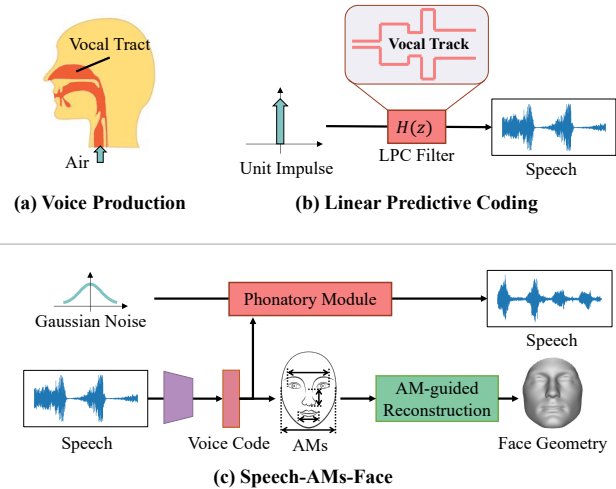 Vocal Tract
Air
(a) Voice Production
Vocal Track
H(z)
LPC Filter
Unit Impulse
Speech
(b) Linear Predictive Coding
Gaussian Noise
Phonatory Module
Speech
Speech
Voice Code
AMs
AM-guided
Reconstruction
Face Geometry
(c) Speech-AMs-Face